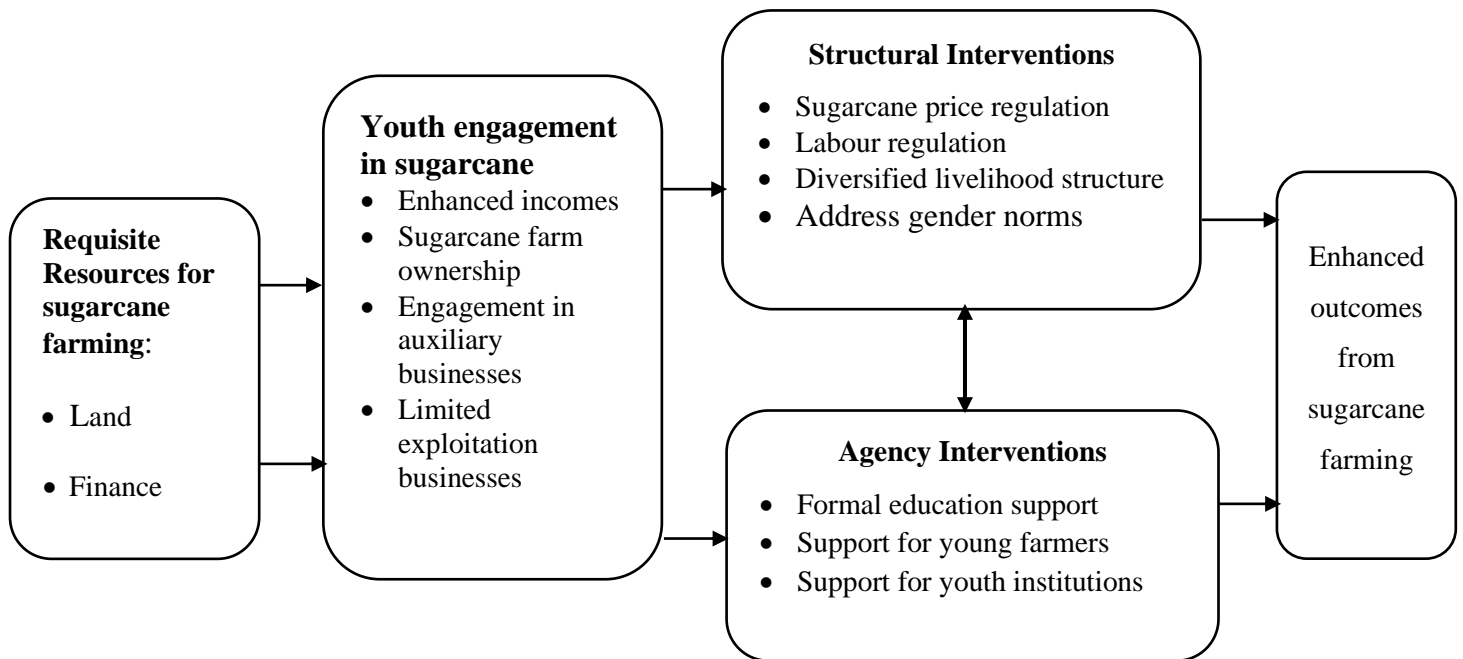 Requisite
Resources for
sugarcane
farming:
• Land
• Finance
Youth engagement
in sugarcane
• Enhanced incomes
• Sugarcane farm
ownership
• Engagement in
auxiliary
businesses
• Limited
exploitation
businesses
Structural Interventions
• Sugarcane price regulation
• Labour regulation
• Diversified livelihood structure
• Address gender norms
Agency Interventions
• Formal education support
• Support for young farmers
• Support for youth institutions
Enhanced
outcomes
from
sugarcane
farming